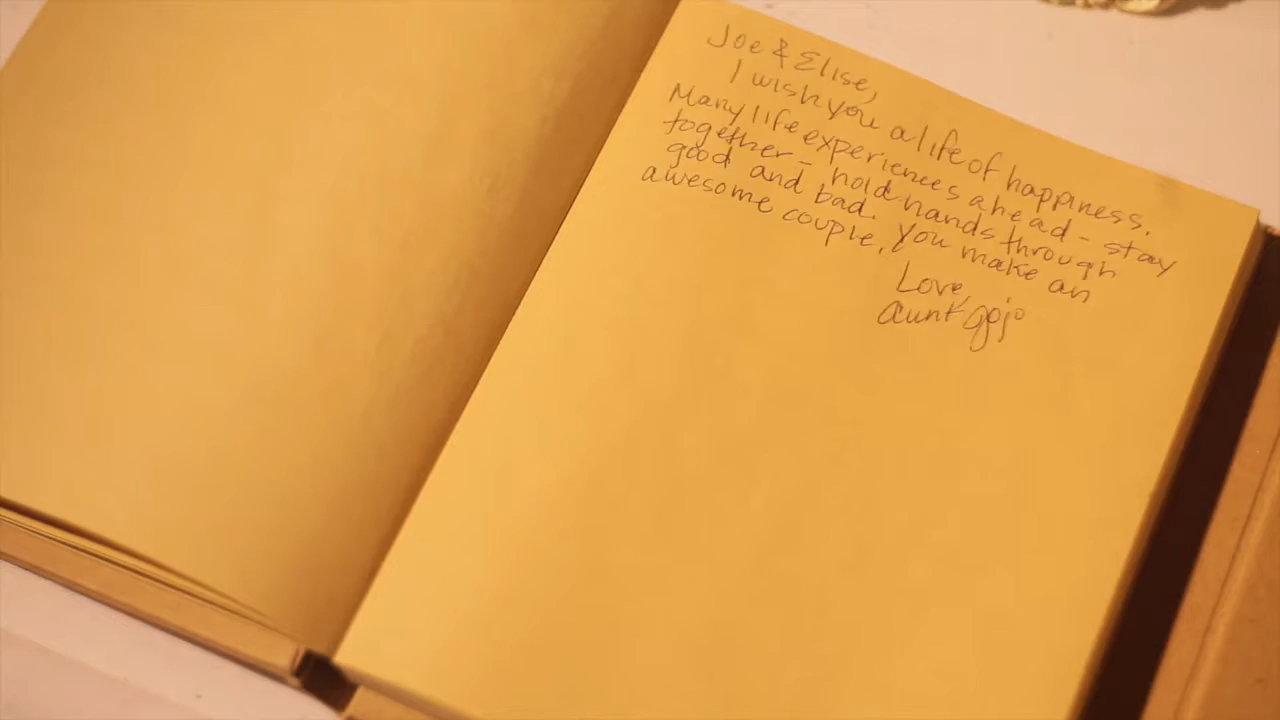 Joe & Elise,
I wish you a life of happiness.
Many life experiences ahead - stay
together - hold hands through
good and bad. You make an
awesome couple.
Love,
Aunt Jojo